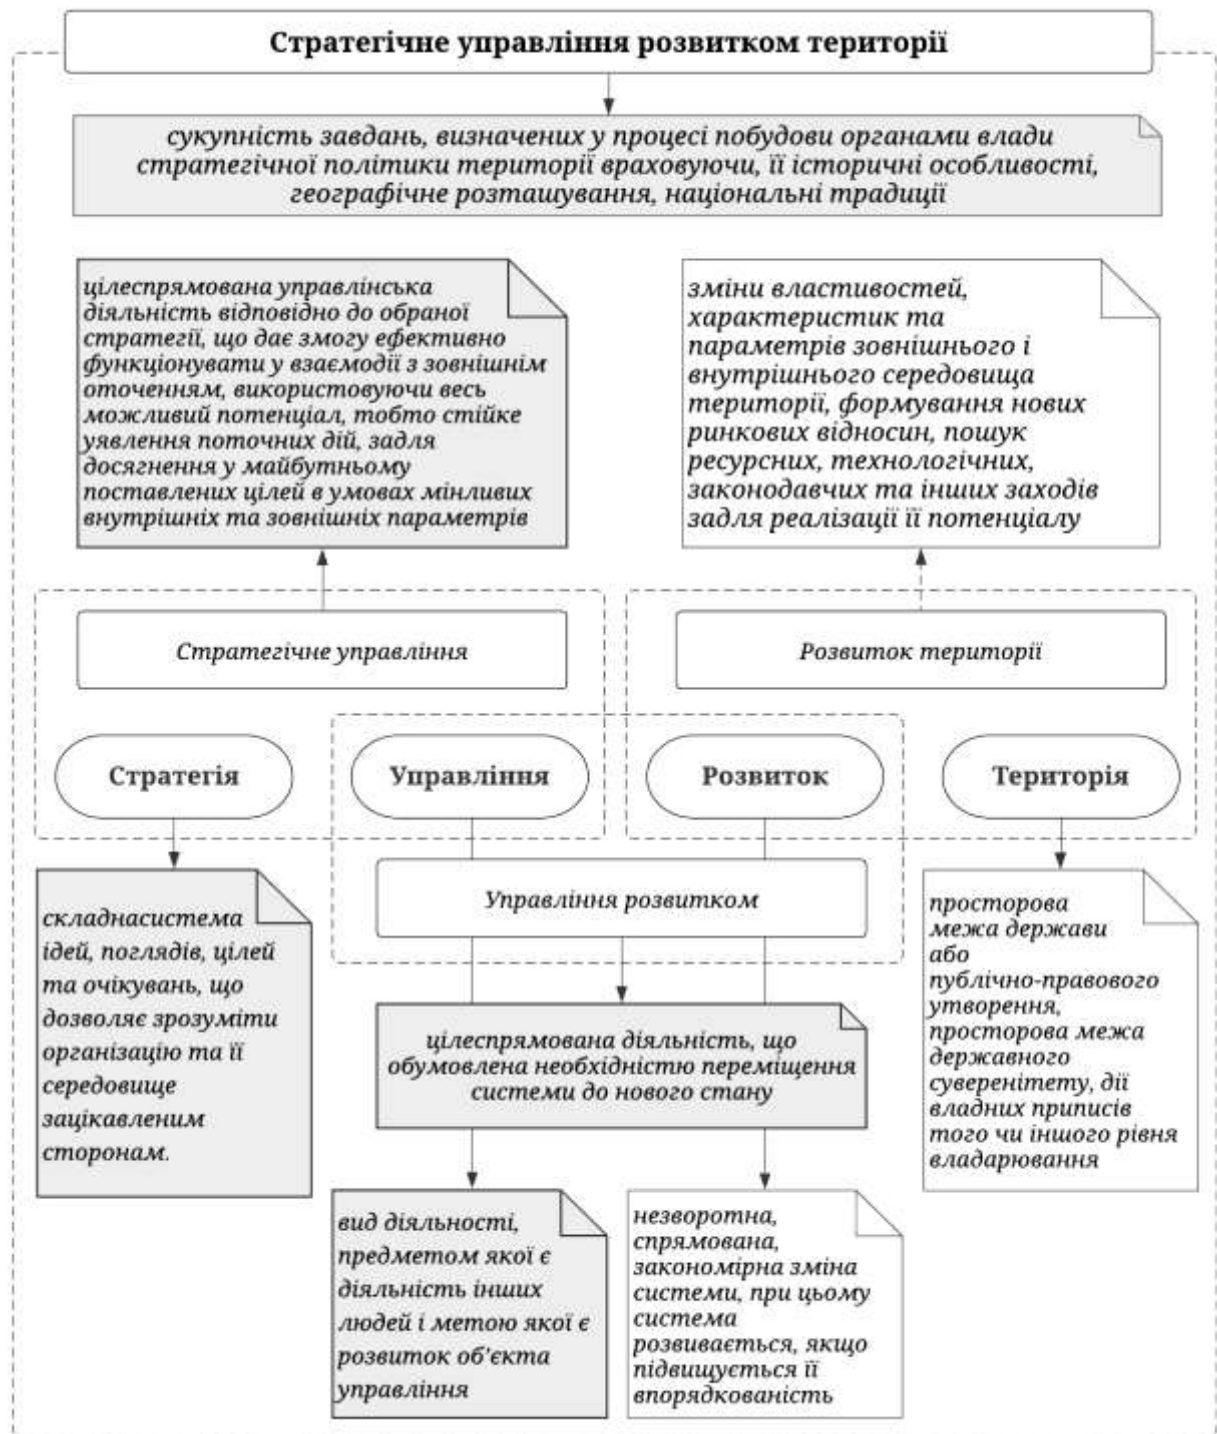 Стратегічне управління розвитком території
сукупність завдань, визначених у процесі побудови органами влади
стратегічної політики території враховуючи, її історичні особливості,
географічне розташування, національні традиції
цілеспрямована управлінська
діяльність відповідно до обраної
стратегії, що дає змогу ефективно
функціонувати у взаємодії з зовнішнім
оточенням, використовуючи весь
можливий потенціал, тобто стійке
уявлення поточних дій, задля
досягнення у майбутньому
поставлених цілей в умовах мінливих
внутрішніх та зовнішніх параметрів
зміни властивостей,
характеристик та
параметрів зовнішнього і
внутрішнього середовища
території, формування нових
ринкових відносин, пошук
ресурсних, технологічних,
законодавчих та інших заходів
задля реалізації її потенціалу
Стратегічне управління
Розвиток території
Стратегія
Управління
Розвиток
Територія
Управління розвитком
складнасистема
ідей, поглядів, цілей
та очікувань, що
дозволяє зрозуміти
організацію та її
середовище
зацікавленим
сторонам.
цілеспрямована діяльність, що
обумовлена необхідністю переміщення
системи до нового стану
просторова
межа держави
або
публічно-правового
утворення,
просторова межа
державного
суверенітету, дії
владних приписів
того чи іншого рівня
владарювання
вид діяльності,
предметом якої є
діяльність інших
людей і метою якої є
розвиток об’єкта
управління
незворотна,
спрямована,
закономірна зміна
системи, при цьому
система
розвивається, якщо
підвищується її
впорядкованість